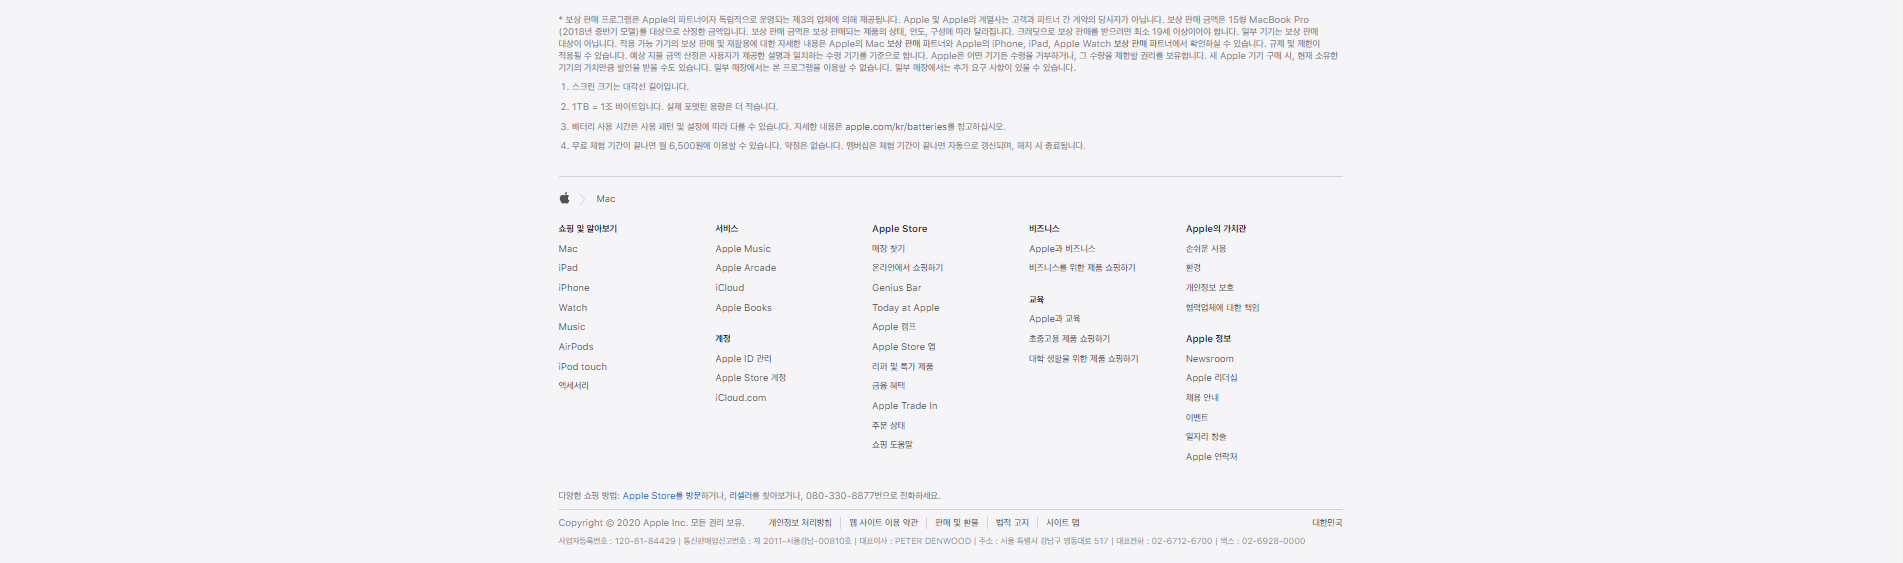 * 보상 판매 프로그램은 Apple의 파트너이자 독립적으로 운영되는 제3의 업체에 의해 제공됩니다. Apple 및 Apple의 계열사는 고객과 파트너 간 계약의 당사자가 아닙니다. 보상 판매 금액은 15형 MacBook Pro
(2018년 중반기 모델)를 대상으로 산정한 금액입니다. 보상 판매 금액은 보상 판매되는 제품의 상태, 연도, 구성에 따라 달라집니다. 크레딧으로 보상 판매를 받으려면 최소 19세 이상이어야 합니다. 일부 기기는 보상 판매
대상이 아닙니다. 적용 가능 기기의 보상 판매 및 재활용에 대한 자세한 내용은 Apple의 Mac 보상 판매 파트너와 Apple의 iPhone, iPad, Apple Watch 보상 판매 파트너에서 확인하실 수 있습니다. 규제 및 제한이
적용될 수 있습니다. 예상 지불 금액 산정은 사용자가 제공한 설명과 일치하는 수령 기기를 기준으로 합니다. Apple은 어떤 기기든 수령을 거부하거나, 그 수량을 제한할 권리를 보유합니다. 새 Apple 기기 구매 시, 현재 소유한
기기의 가치만큼 할인을 받을 수도 있습니다. 일부 매장에서는 본 프로그램을 이용할 수 없습니다. 일부 매장에서는 추가 요구 사항이 있을 수 있습니다.
1. 스크린 크기는 대각선 길이입니다.
2. 1TB = 1조 바이트입니다. 실제 포맷된 용량은 더 적습니다.
3. 배터리 사용 시간은 사용 패턴 및 설정에 따라 다를 수 있습니다. 자세한 내용은 apple.com/kr/batteries를 참고하십시오.
4. 무료 체험 기간이 끝나면 월 6,500원에 이용할 수 있습니다. 약정은 없습니다. 멤버십은 체험 기간이 끝나면 자동으로 갱신되며, 해지 시 종료됩니다.
Mac
쇼핑 및 알아보기
Mac
iPad
iPhone
Watch
Music
AirPods
iPod touch
액세서리
서비스
Apple Music
Apple Arcade
iCloud
Apple Books
계정
Apple ID 관리
Apple Store 계정
iCloud.com
Apple Store
매장 찾기
온라인에서 쇼핑하기
Genius Bar
Today at Apple
Apple 캠프
Apple Store 앱
리퍼 및 특가 제품
금융 혜택
Apple Trade In
주문 상태
쇼핑 도움말
비즈니스
Apple과 비즈니스
비즈니스를 위한 제품 쇼핑하기
교육
Apple과 교육
초중고용 제품 쇼핑하기
대학 생활을 위한 제품 쇼핑하기
Apple의 가치관
손쉬운 사용
환경
개인정보 보호
협력업체에 대한 책임
Apple 정보
Newsroom
Apple 리더십
채용 안내
이벤트
일자리 창출
Apple 연락처
다양한 쇼핑 방법: Apple Store를 방문하거나, 리셀러를 찾아보거나, 080-330-8877번으로 전화하세요.
Copyright © 2020 Apple Inc. 모든 권리 보유. 개인정보 처리방침 | 웹 사이트 이용 약관 | 판매 및 환불 | 법적 고지 | 사이트 맵 대한민국
사업자등록번호 : 120-81-84429 | 통신판매업신고번호 : 제 2011-서울강남-00810호 | 대표이사 : PETER DENWOOD | 주소 : 서울 특별시 강남구 영동대로 517 | 대표전화 : 02-6712-6700 | 팩스 : 02-6928-0000